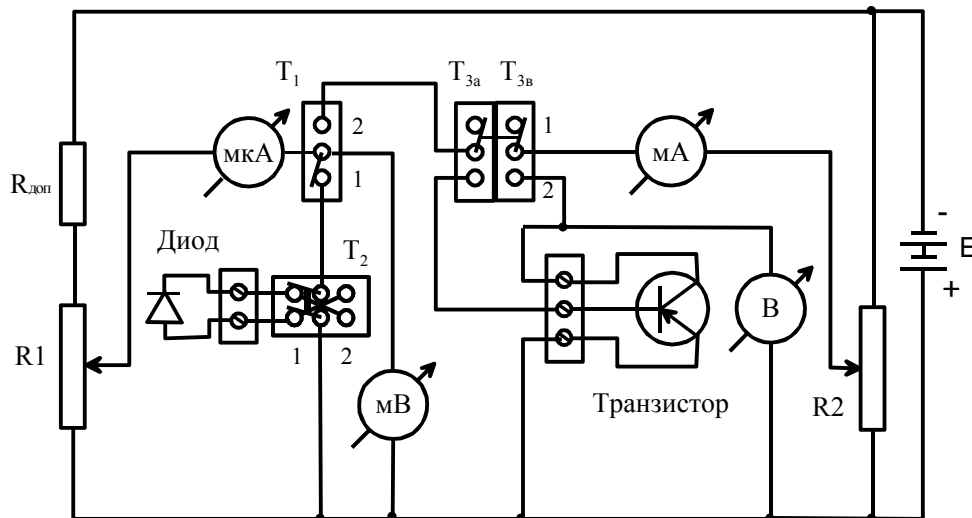 T1 T3а T3в
2 1
мкА мА
1 2
Rдоп
Диод T2
-
E
+
В
R1 1 2
мВ Транзистор R2